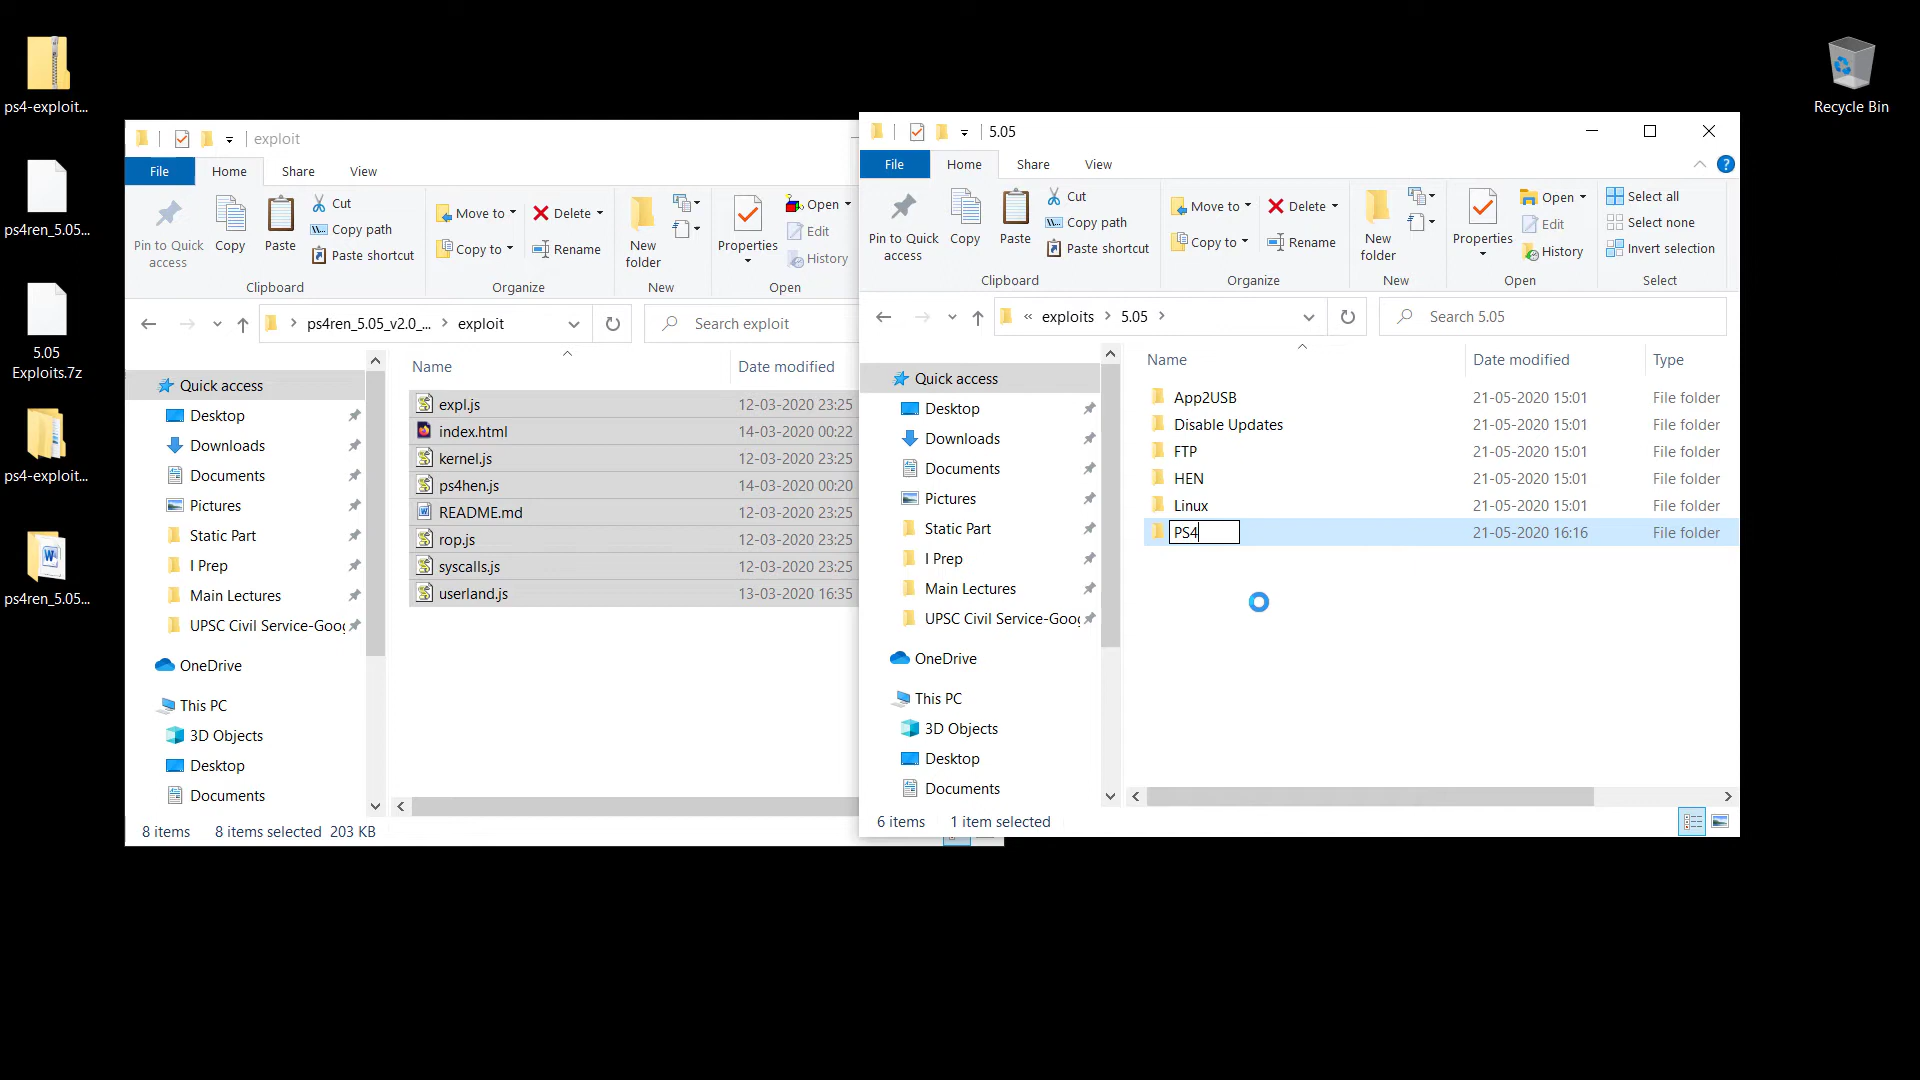 ps4-exploit...
ps4ren_5.05...
5.05
Exploits.7z
ps4-exploit...
ps4ren_5.05...
Recycle Bin
exploit
File
Home
Share
View
Pin to Quick
access
Copy
Paste
Cut
Copy path
Paste shortcut
Clipboard
Move to
Copy to
Delete
Rename
Organize
New
folder
New
Properties
Open
Edit
History
Open
ps4ren_5.05_v2.0_...
exploit
Search exploit
Quick access
Desktop
Downloads
Documents
Pictures
Static Part
I Prep
Main Lectures
UPSC Civil Service-Goo
OneDrive
This PC
3D Objects
Desktop
Documents
Name
Date modified
expl.js 12-03-2020 23:25
index.html 14-03-2020 00:22
kernel.js 12-03-2020 23:25
ps4hen.js 14-03-2020 00:20
README.md 12-03-2020 23:25
rop.js 12-03-2020 23:25
syscalls.js 12-03-2020 23:25
userland.js 13-03-2020 16:35
8 items 8 items selected 203 KB
5.05
File
Home
Share
View
Pin to Quick
access
Copy
Paste
Cut
Copy path
Paste shortcut
Clipboard
Move to
Copy to
Delete
Rename
Organize
New
folder
New
Properties
Open
Edit
History
Open
Select all
Select none
Invert selection
Select
« exploits
5.05
Search 5.05
Quick access
Desktop
Downloads
Documents
Pictures
Static Part
I Prep
Main Lectures
UPSC Civil Service-Goo
OneDrive
This PC
3D Objects
Desktop
Documents
Name Date modified Type
App2USB 21-05-2020 15:01 File folder
Disable Updates 21-05-2020 15:01 File folder
FTP 21-05-2020 15:01 File folder
HEN 21-05-2020 15:01 File folder
Linux 21-05-2020 15:01 File folder
PS4 21-05-2020 16:16 File folder
6 items 1 item selected